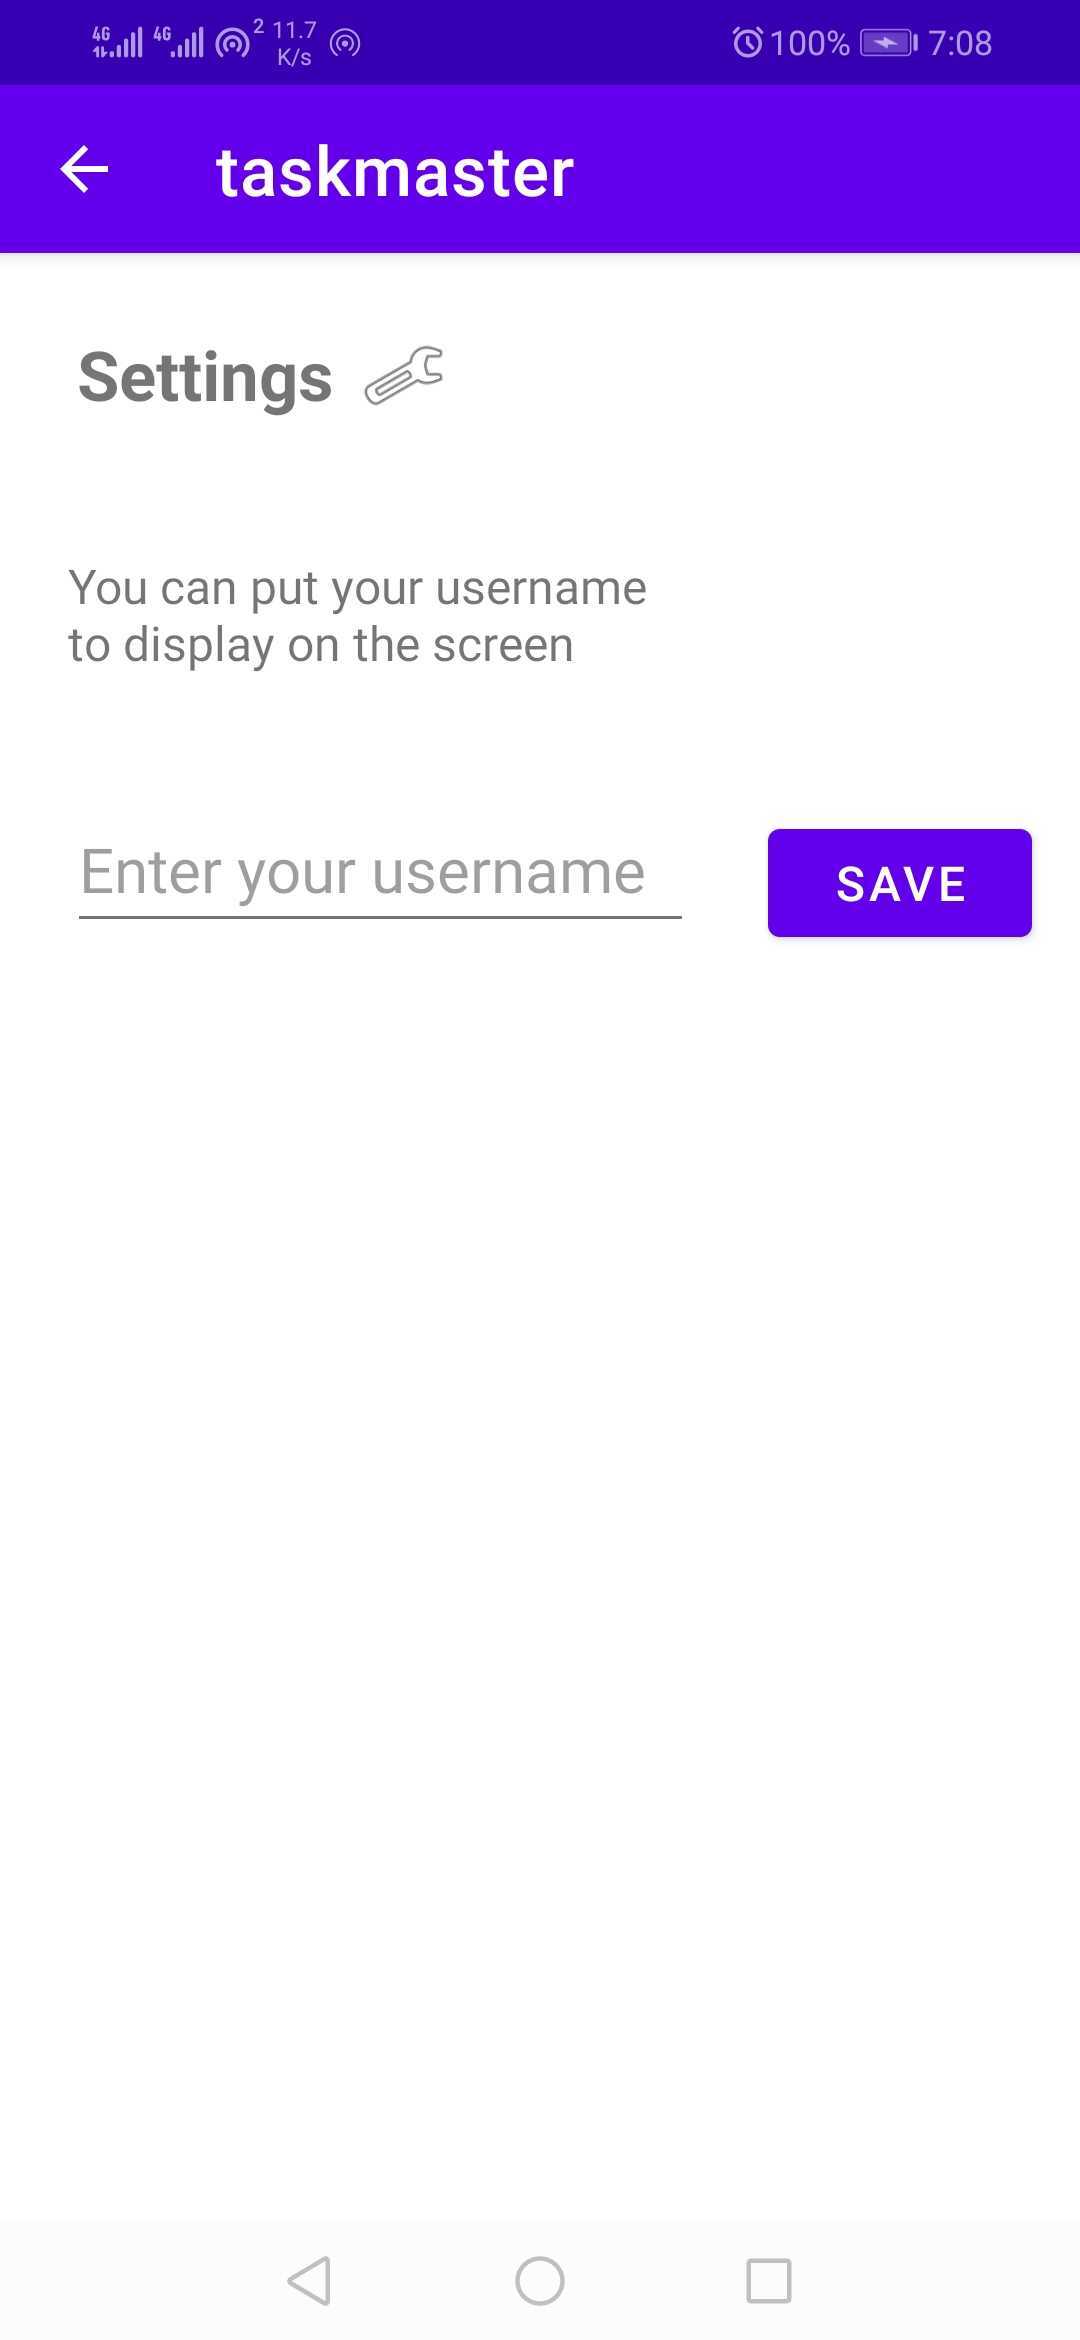 4G 4G 2 11.7 K/s 100% 7:08
taskmaster
Settings
You can put your username
to display on the screen
Enter your username
SAVE